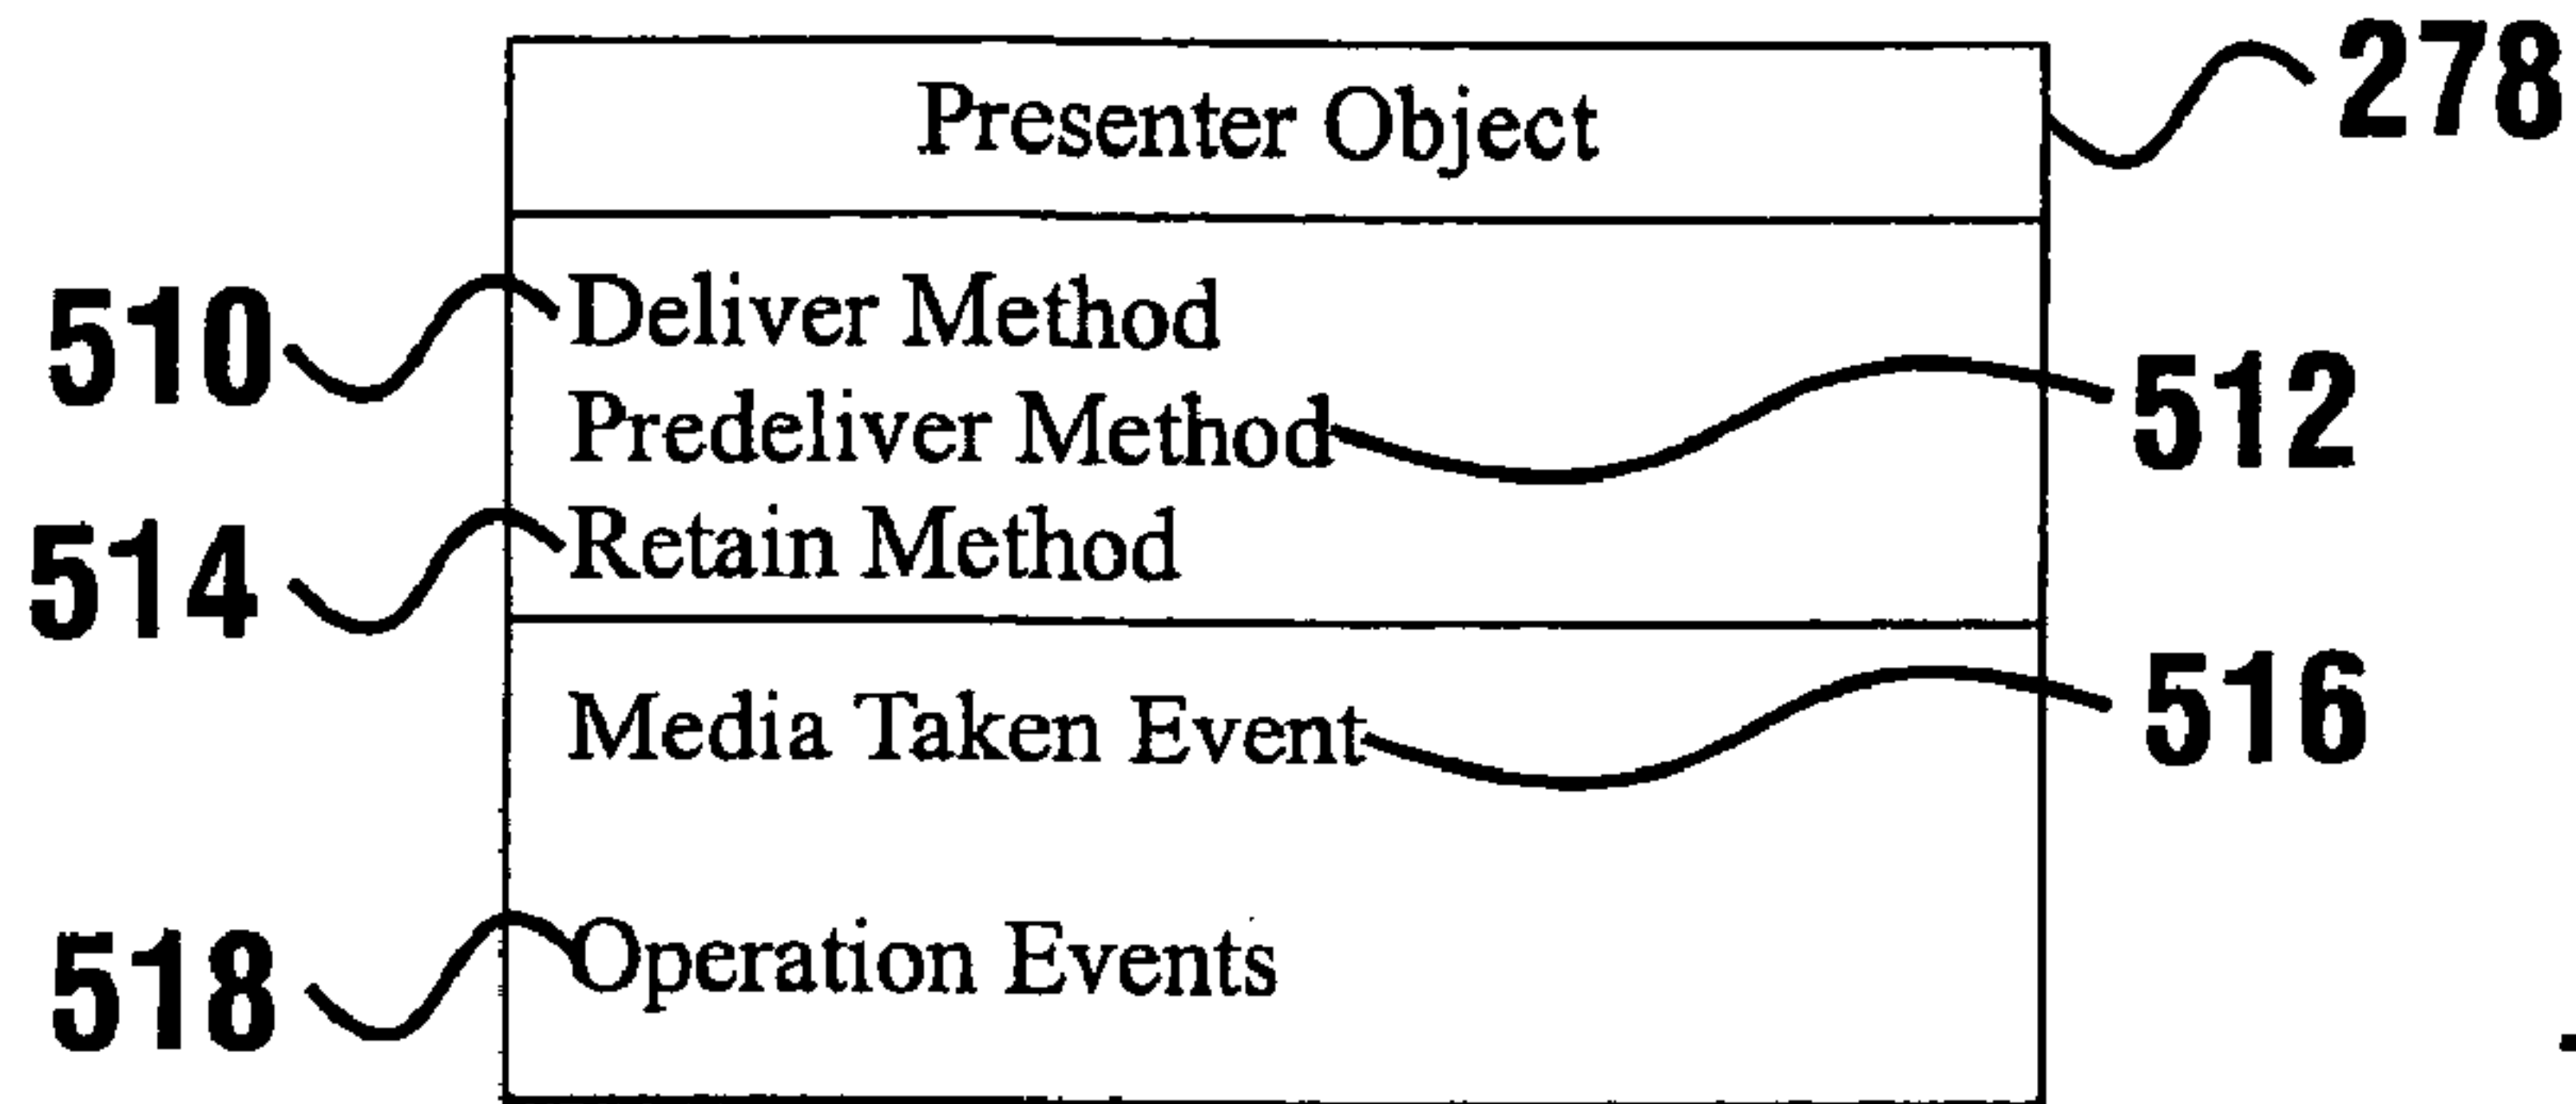 Presenter Object
278
510
Deliver Method
Predeliver Method
512
514
Retain Method
Media Taken Event
516
518
Operation Events